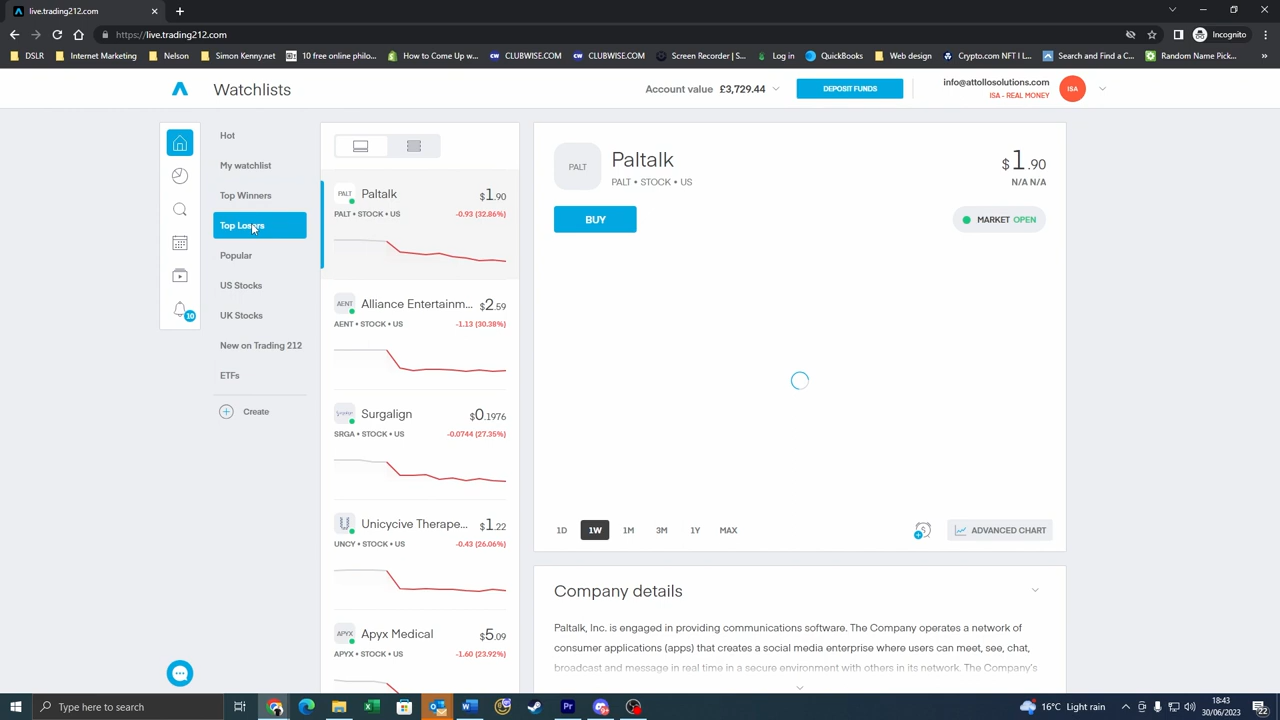 live.trading212.com
https://live.trading212.com
Incognito
DSLR
Internet Marketing
Nelson
Simon Kenney.net
10 free online philo...
How to Come Up w...
CLUBWISE.COM
CLUBWISE.COM
Screen Recorder | S...
Log in
QuickBooks
Web design
Crypto.com NFT I L...
Search and Find a C...
Random Name Pick...
Watchlists
Account value £3,729.44
DEPOSIT FUNDS
info@attollosolutions.com
ISA - REAL MONEY
ISA
Hot
My watchlist
Top Winners
Top Losers
Popular
US Stocks
UK Stocks
New on Trading 212
ETFs
Create
10
PALT
Paltalk
$1.90
PALT • STOCK • US
-0.93 (32.86%)
AENT
Alliance Entertainm...
$2.59
AENT • STOCK • US
-1.13 (30.38%)
Surgalign
$0.1976
SRGA • STOCK • US
-0.0744 (27.35%)
Unicycive Therape...
$1.22
UNCY • STOCK • US
-0.43 (26.06%)
APYX
Apyx Medical
$5.09
APYX • STOCK • US
-1.60 (23.92%)
PALT
Paltalk
PALT • STOCK • US
$1.90
N/A N/A
BUY
MARKET OPEN
1D
1W
1M
3M
1Y
MAX
ADVANCED CHART
Company details
Paltalk, Inc. is engaged in providing communications software. The Company operates a network of
consumer applications (apps) that creates a social media enterprise where users can meet, see, chat,
broadcast and message in real time in a secure environment with others in its network. The Company's
Type here to search
16°C Light rain
18:43
30/06/2023